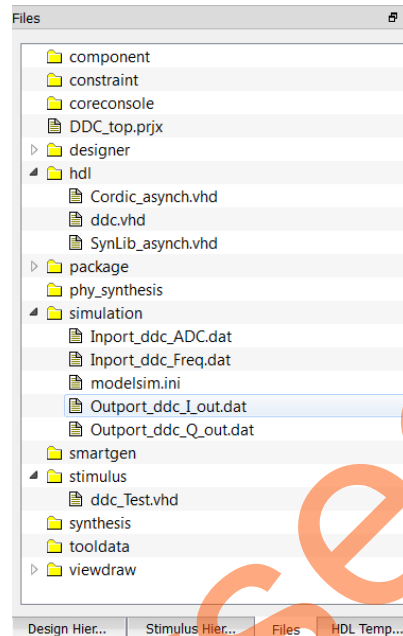 Files
component
constraint
coreconsole
DDC_top.prjx
designer
hdl
Cordic_asynch.vhd
ddc.vhd
SynLib_asynch.vhd
package
phy_synthesis
simulation
Inport_ddc_ADC.dat
Inport_ddc_Freq.dat
modelsim.ini
Outport_ddc_I_out.dat
Outport_ddc_Q_out.dat
smartgen
stimulus
ddc_Test.vhd
synthesis
tooldata
viewdraw
Design Hier... Stimulus Hier... Files HDL Temp...